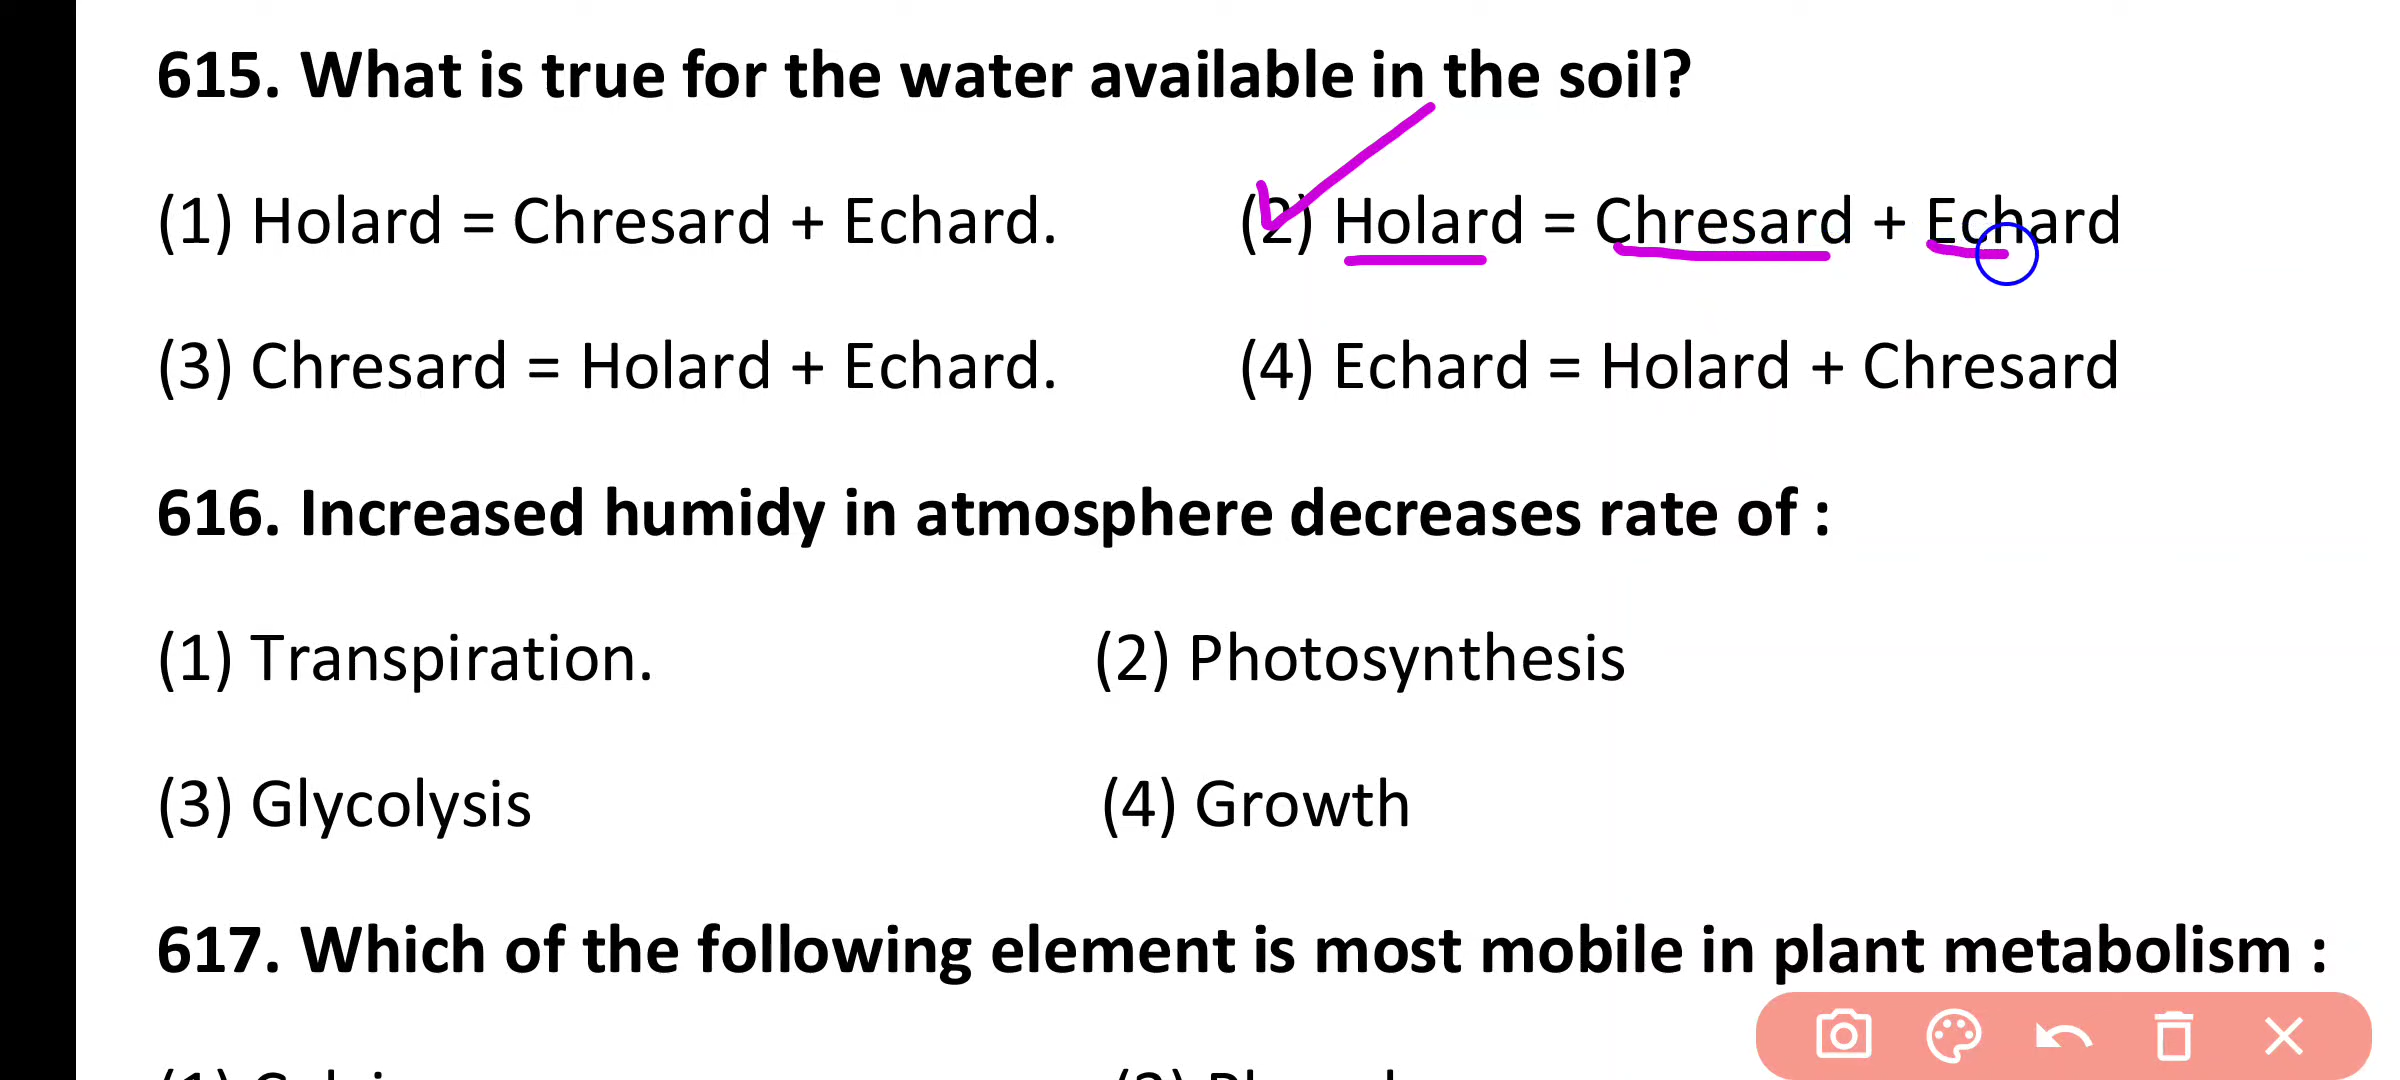 615. What is true for the water available in the soil?
(1) Holard = Chresard + Echard. (2) Holard = Chresard + Echard
(3) Chresard = Holard + Echard. (4) Echard = Holard + Chresard
616. Increased humidy in atmosphere decreases rate of :
(1) Transpiration. (2) Photosynthesis
(3) Glycolysis (4) Growth
617. Which of the following element is most mobile in plant metabolism :